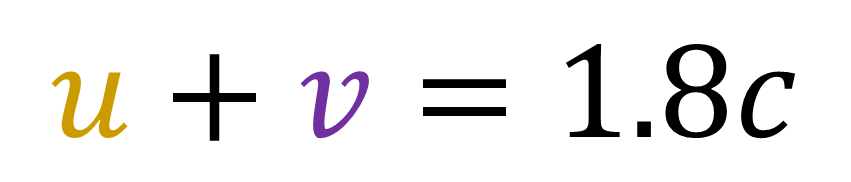 u + v = 1.8c